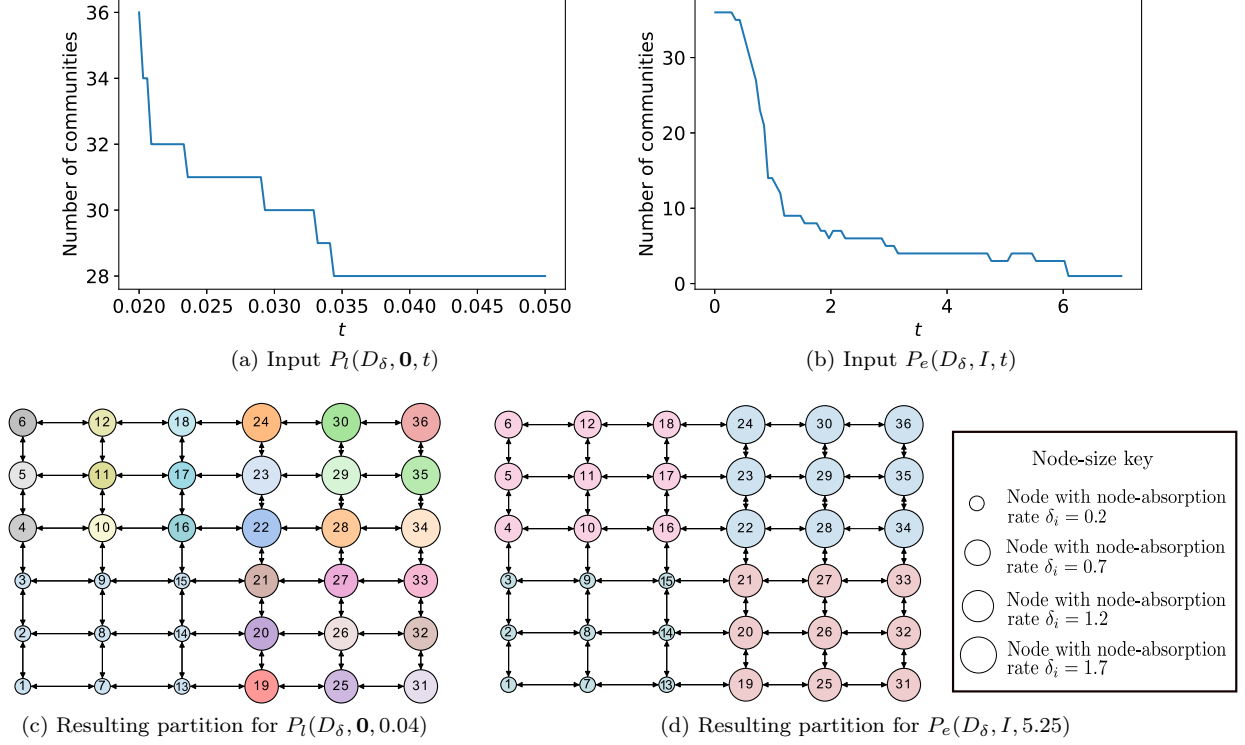 36
34
32
30
28
Number of communities
0.020
0.025
0.030
0.035
0.040
0.045
0.050
t
(a) Input P_l(D_δ, 0, t)
30
20
10
0
Number of communities
0
2
4
6
t
(b) Input P_e(D_δ, I, t)
6 12 18 24 30 36
5 11 17 23 29 35
4 10 16 22 28 34
3 9 15 21 27 33
2 8 14 20 26 32
1 7 13 19 25 31
(c) Resulting partition for P_l(D_δ, 0, 0.04)
6 12 18 24 30 36
5 11 17 23 29 35
4 10 16 22 28 34
3 9 15 21 27 33
2 8 14 20 26 32
1 7 13 19 25 31
(d) Resulting partition for P_e(D_δ, I, 5.25)
Node-size key
Node with node-absorption
rate δ_i = 0.2
Node with node-absorption
rate δ_i = 0.7
Node with node-absorption
rate δ_i = 1.2
Node with node-absorption
rate δ_i = 1.7